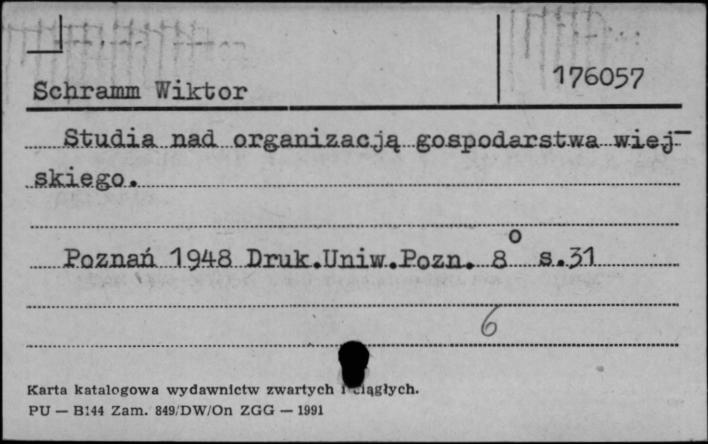 176057
Schramm Wiktor
Studia nad organizacją gospodarstwa wiej-
skiego.
Poznań 1948 Druk.Uniw.Pozn. 8° s.31
6
Karta katalogowa wydawnictw zwartych i ciągłych.
PU — B144 Zam. 849/DW/On ZGG — 1991